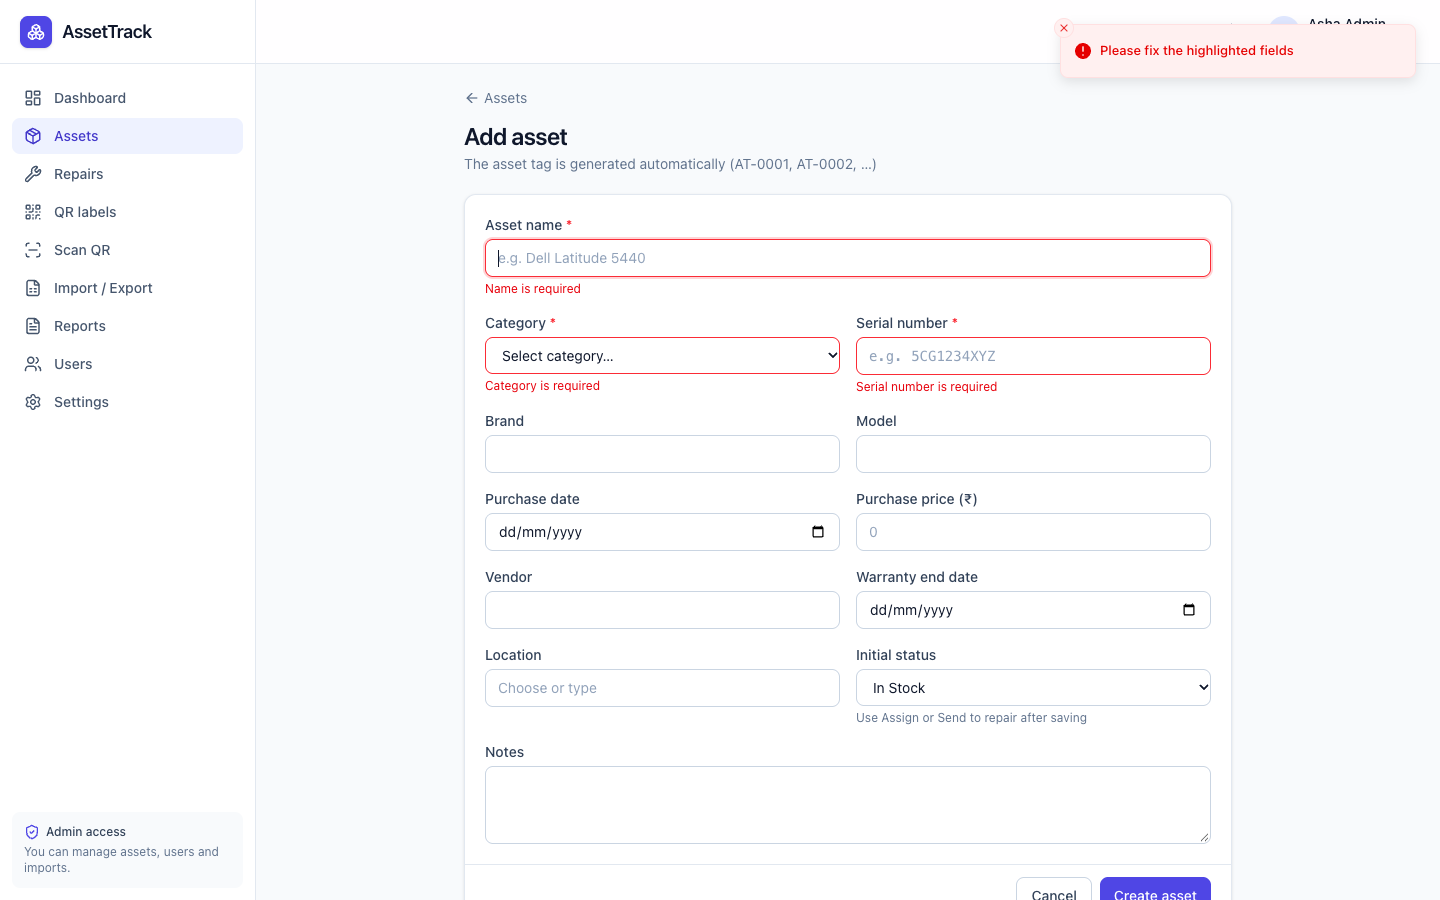 AssetTrack
Asha Admin
Please fix the highlighted fields
Dashboard
Assets
Repairs
QR labels
Scan QR
Import / Export
Reports
Users
Settings
Admin access
You can manage assets, users and
imports.
Assets
Add asset
The asset tag is generated automatically (AT-0001, AT-0002, ...)
Asset name *
e.g. Dell Latitude 5440
Name is required
Category *
Select category...
Category is required
Serial number *
e.g. 5CG1234XYZ
Serial number is required
Brand
Model
Purchase date
dd/mm/yyyy
Purchase price (₹)
0
Vendor
Warranty end date
dd/mm/yyyy
Location
Choose or type
Initial status
In Stock
Use Assign or Send to repair after saving
Notes
Cancel
Create asset